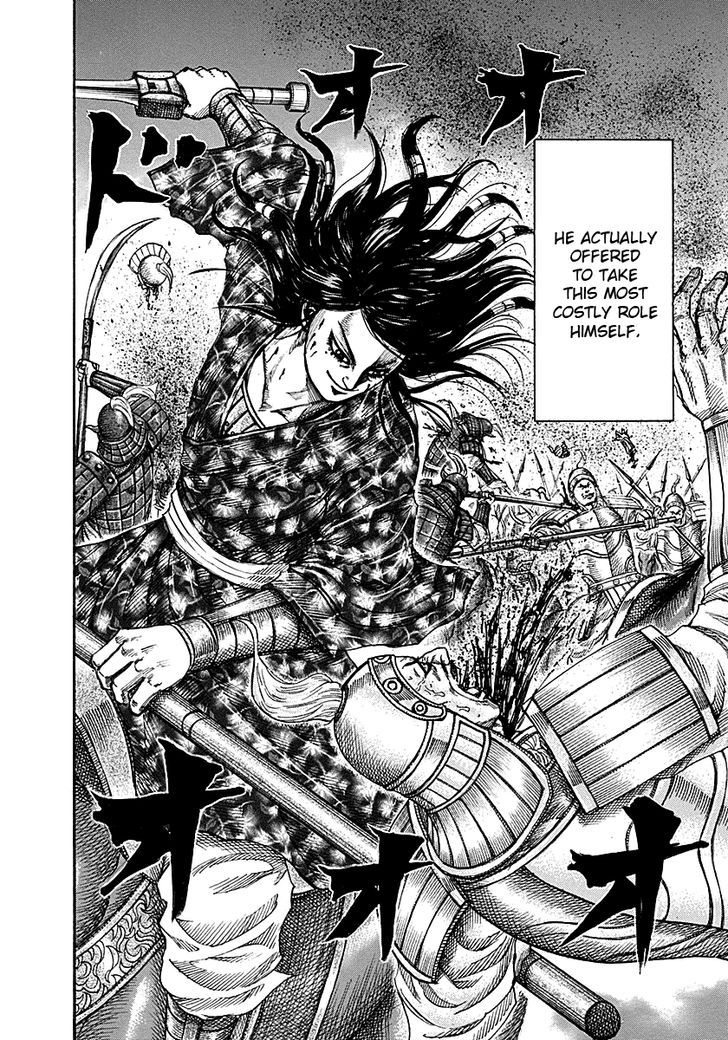 ドオオ
HE ACTUALLY
OFFERED
TO TAKE
THIS MOST
COSTLY ROLE
HIMSELF.
オオオ